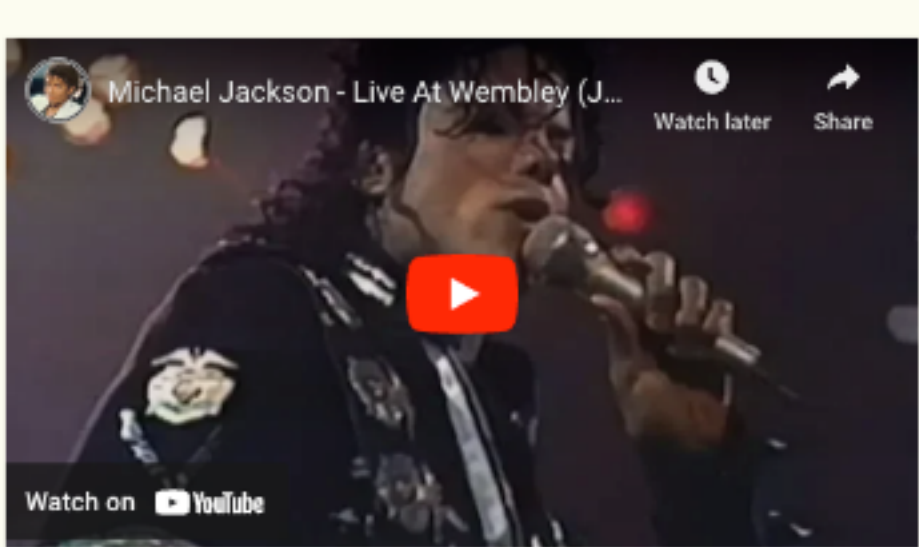 Michael Jackson - Live At Wembley (J...
Watch later
Share
Watch on YouTube